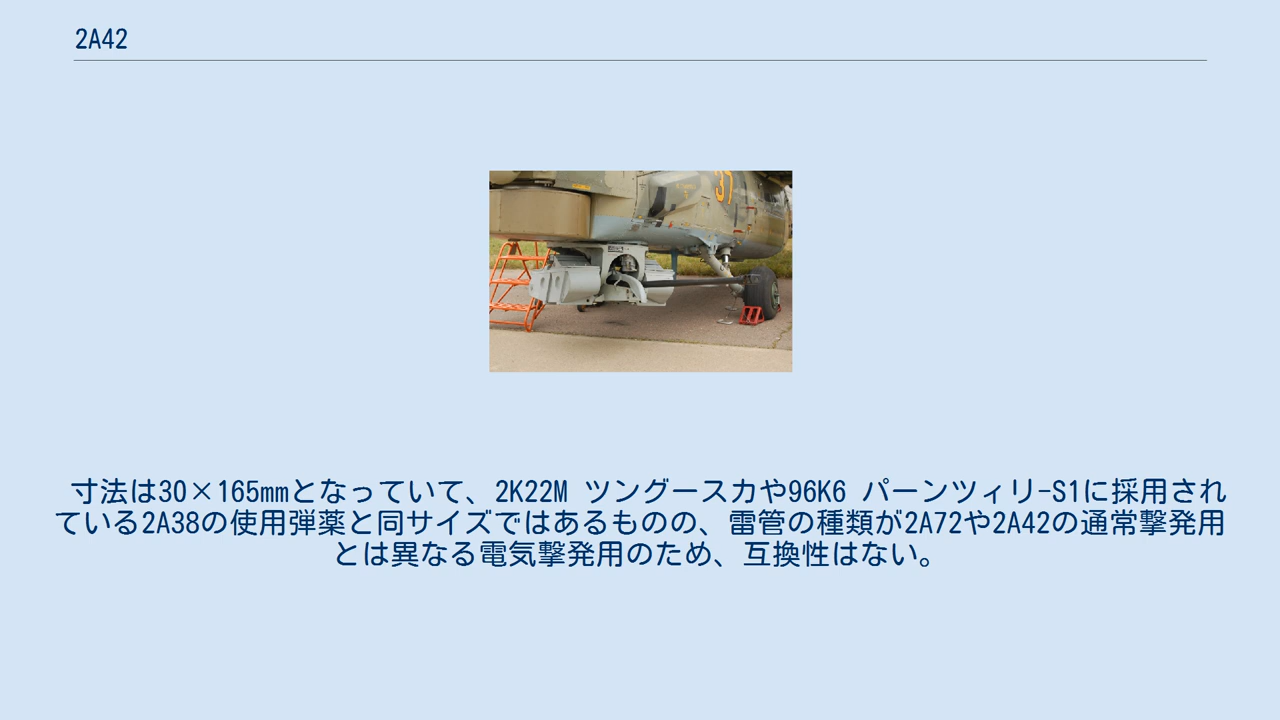 2A42
37
寸法は30×165mmとなっていて、2K22M ツングースカや96K6 パーンツィリ-S1に採用され
ている2A38の使用弾薬と同サイズではあるものの、雷管の種類が2A72や2A42の通常撃発用
とは異なる電気撃発用のため、互換性はない。